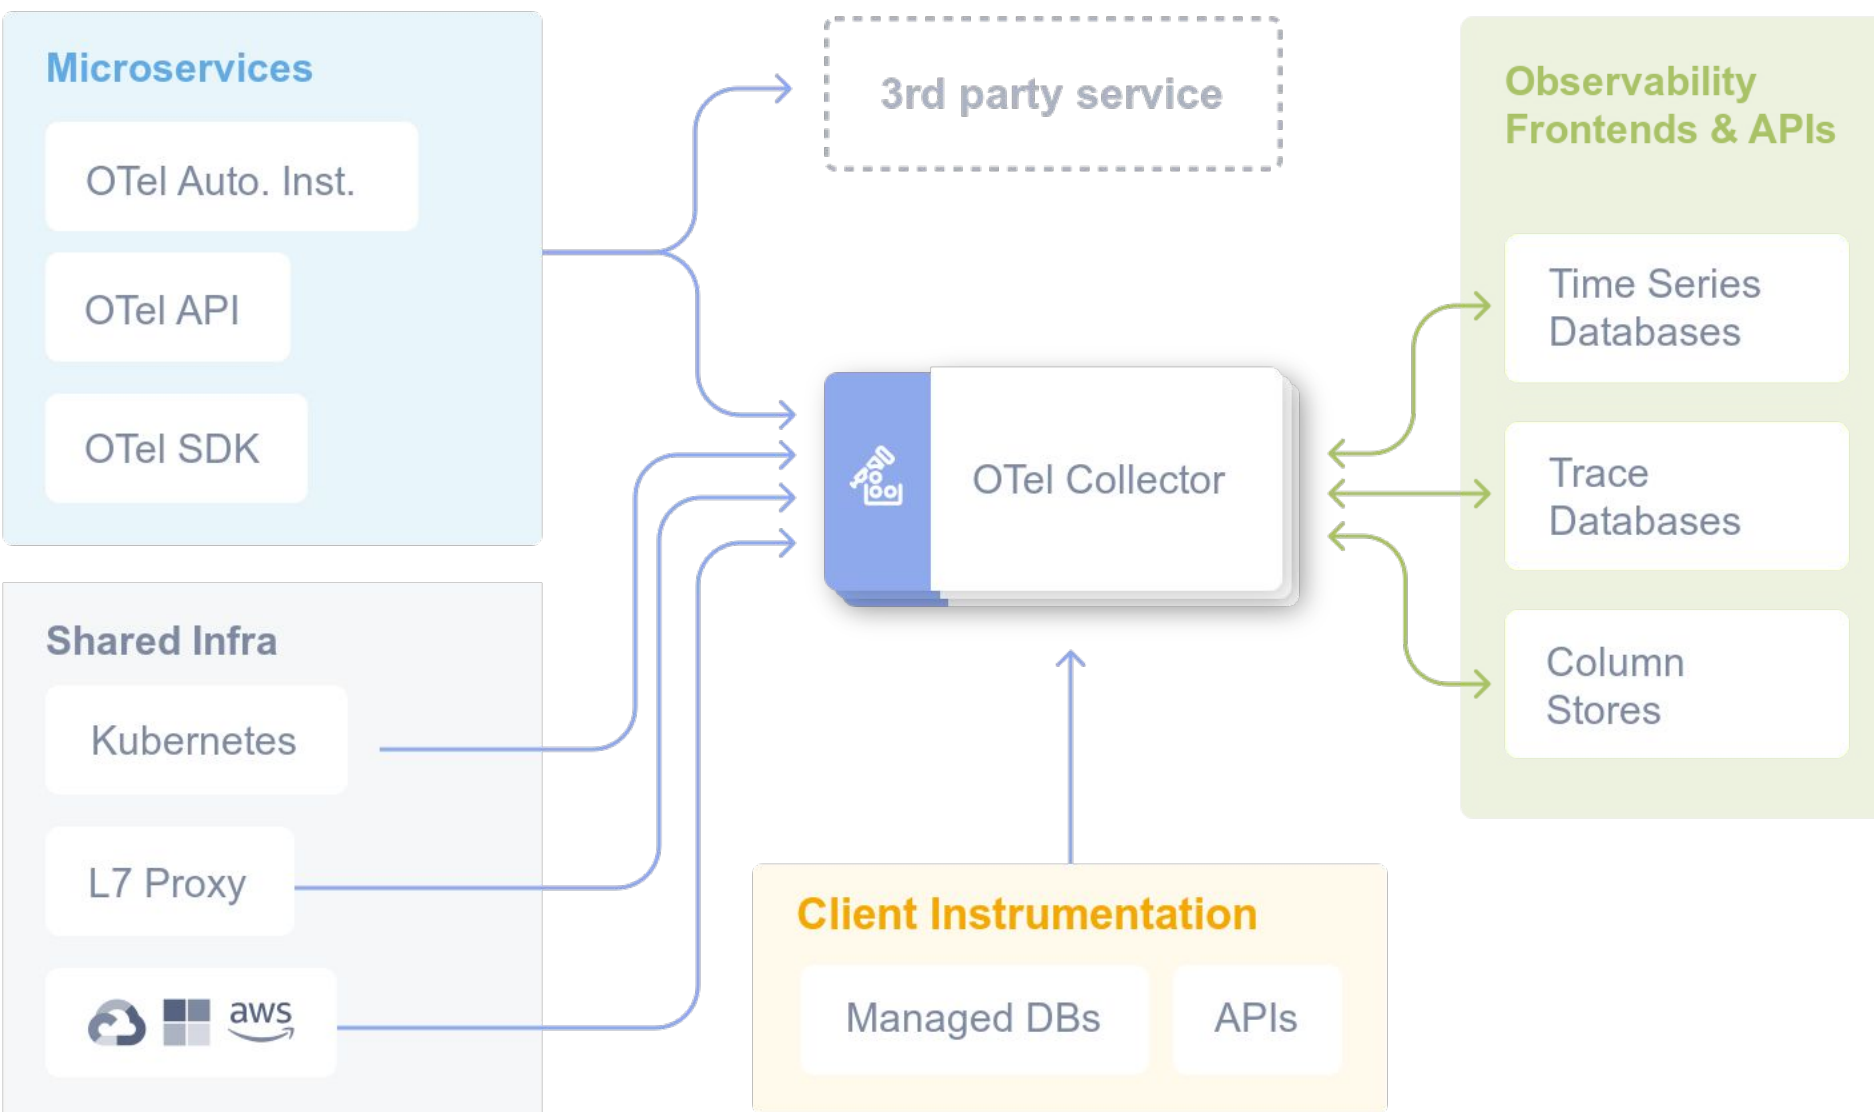 Microservices
OTel Auto. Inst.
OTel API
OTel SDK
Shared Infra
Kubernetes
L7 Proxy
aws
3rd party service
OTel Collector
Client Instrumentation
Managed DBs
APIs
Observability
Frontends & APIs
Time Series
Databases
Trace
Databases
Column
Stores